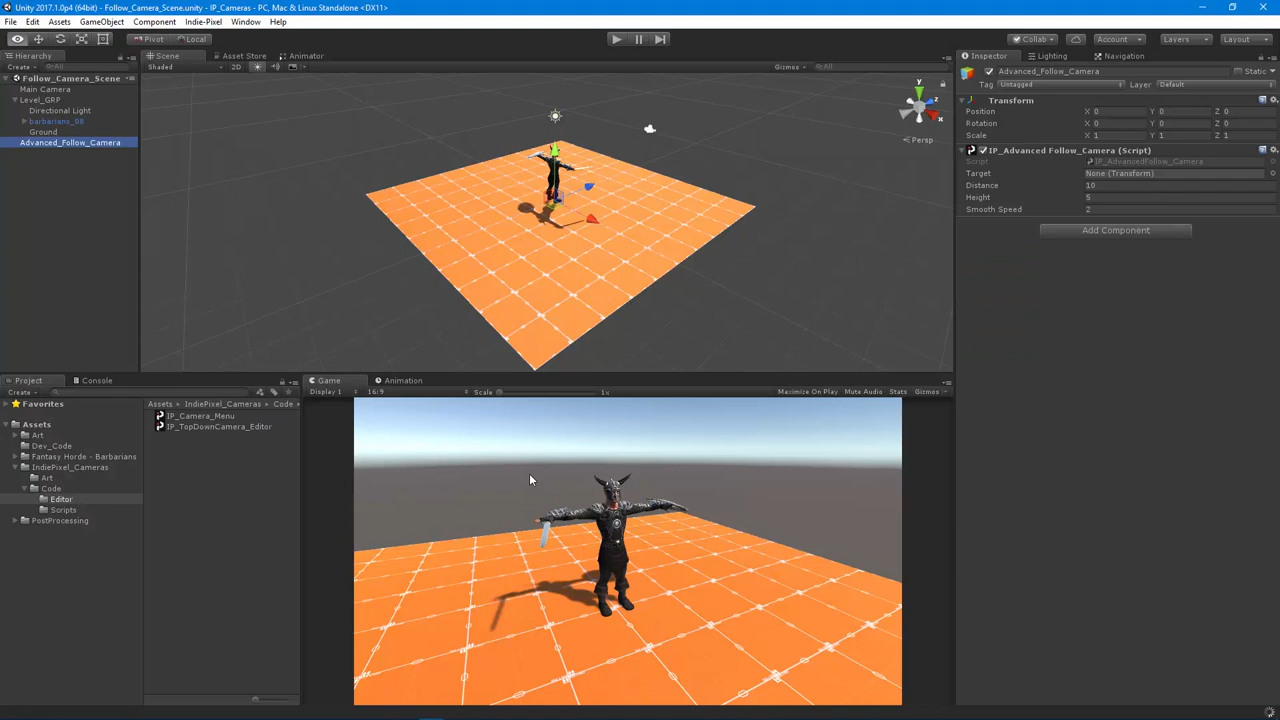 Unity 2017.1.0p4 (64bit) - Follow_Camera_Scene.unity - IP_Cameras - PC, Mac & Linux Standalone <DX11>
File Edit Assets GameObject Component Indie-Pixel Window Help
Pivot Local Collab Account Layers Layout
Hierarchy
Create All
Follow_Camera_Scene
Main Camera
Level_GRP
Directional Light
barbarians_08
Ground
Advanced_Follow_Camera
Scene Asset Store Animator
Shaded 2D Gizmos All
y
z
x
Persp
Inspector Lighting Navigation
Advanced_Follow_Camera Static
Tag Untagged Layer Default
Transform
Position X 0 Y 0 Z 0
Rotation X 0 Y 0 Z 0
Scale X 1 Y 1 Z 1
IP_Advanced Follow_Camera (Script)
Script IP_AdvancedFollow_Camera
Target None (Transform)
Distance 10
Height 5
Smooth Speed 2
Add Component
Project Console
Create
Favorites
Assets
Art
Dev_Code
Fantasy Horde - Barbarians
IndiePixel_Cameras
Art
Code
Editor
Scripts
PostProcessing
Assets IndiePixel_Cameras Code
IP_Camera_Menu
IP_TopDownCamera_Editor
Game Animation
Display 1 16:9 Scale 1x Maximize On Play Mute Audio Stats Gizmos